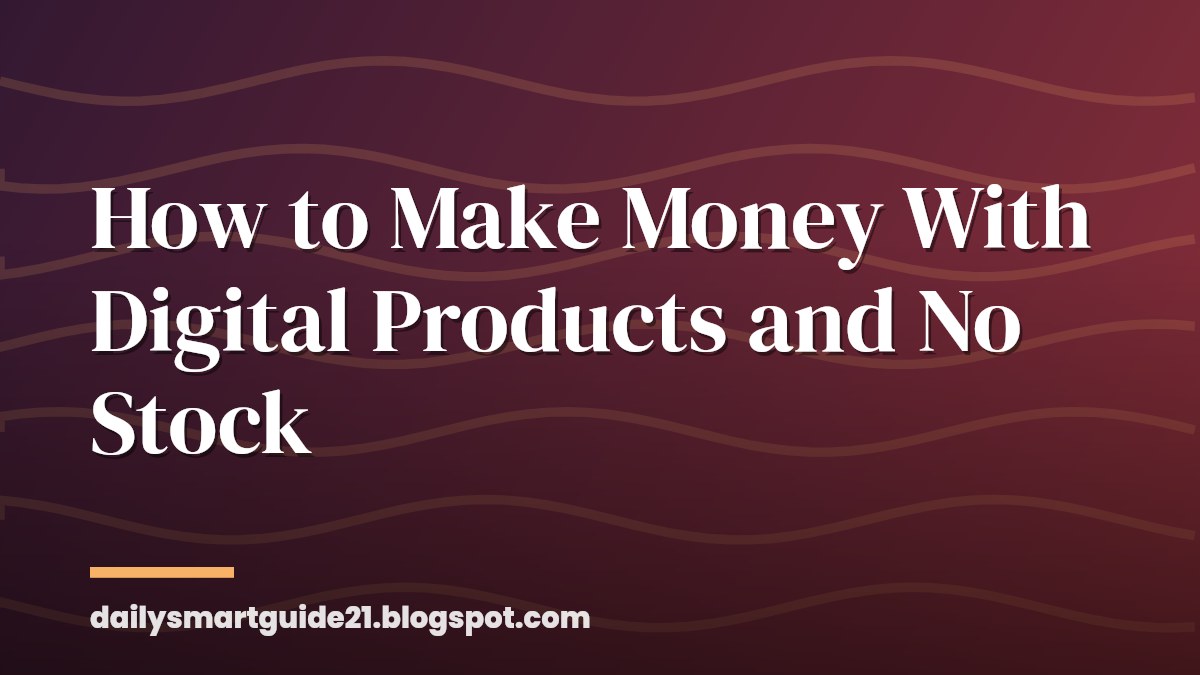 How to Make Money With
Digital Products and No
Stock
dailysmartguide21.blogspot.com